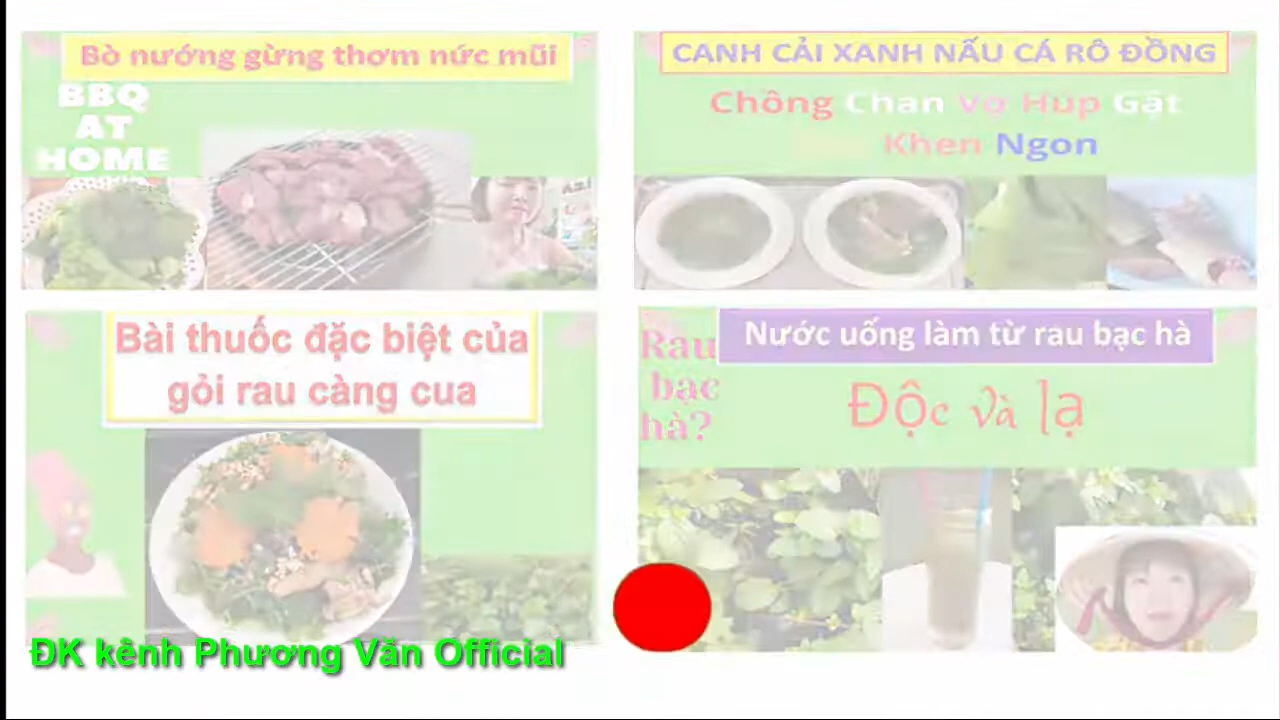 Bò nướng gừng thơm nức mũi
BBQ
AT
HOME
CANH CẢI XANH NẤU CÁ RÔ ĐỒNG
Chồng Chan Vợ Húp Gật
Khen Ngon
Bài thuốc đặc biệt của
gỏi rau càng cua
Rau
bạc
hà?
Nước uống làm từ rau bạc hà
Độc và lạ
ĐK kênh Phương Văn Official